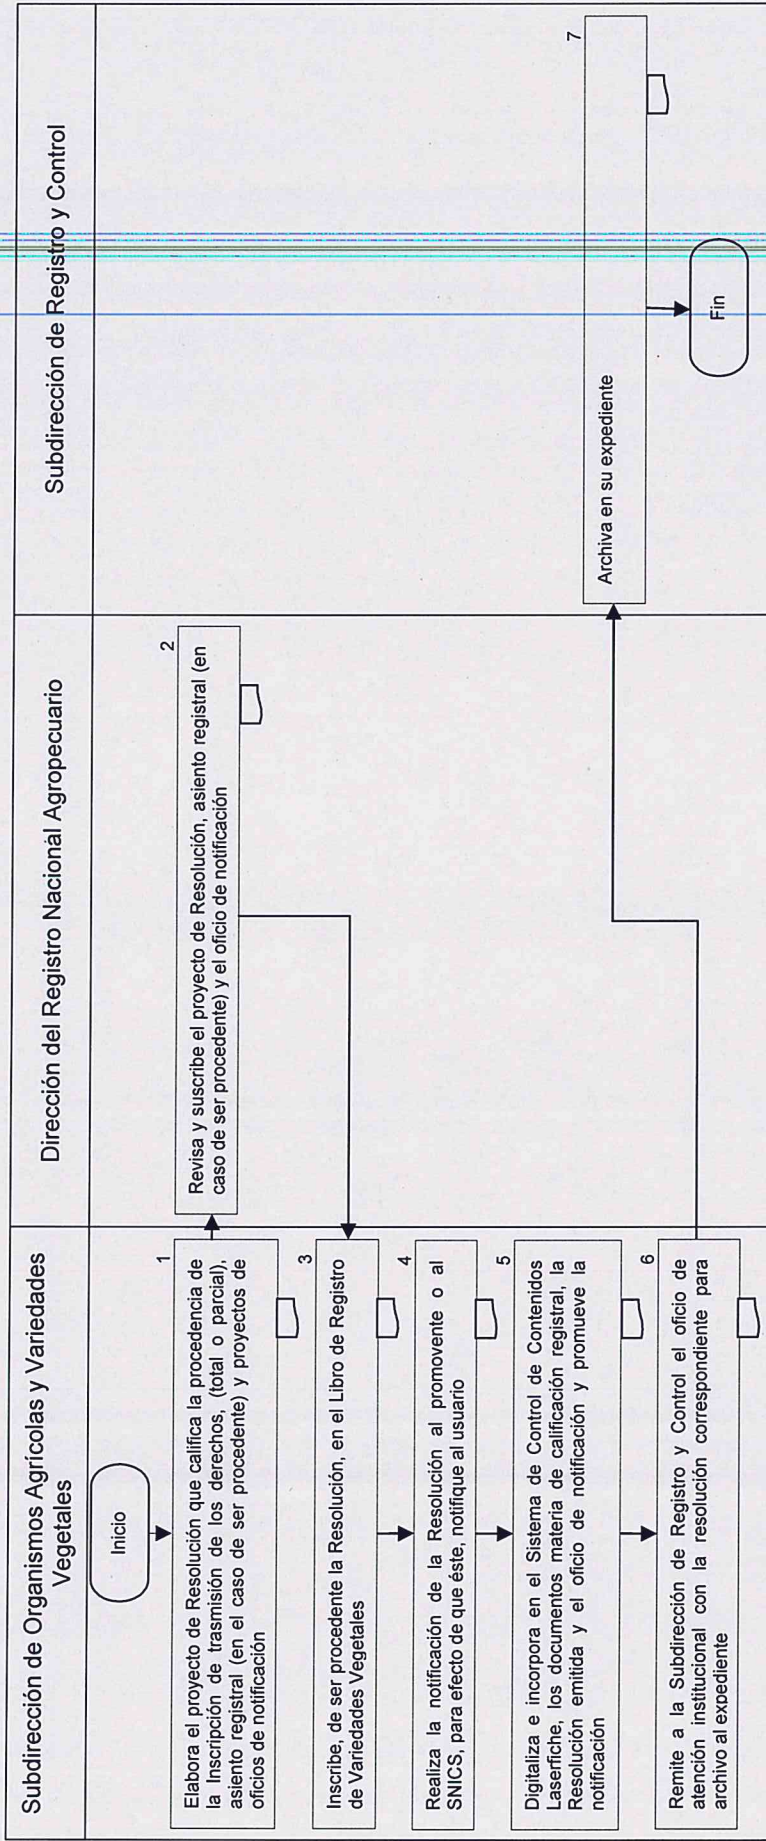 Subdirección de Organismos Agrícolas y Variedades
Vegetales
Dirección del Registro Nacional Agropecuario
Subdirección de Registro y Control
Inicio
1
Elabora el proyecto de Resolución que califica la procedencia de
la Inscripción de trasmisión de los derechos, (total o parcial),
asiento registral (en el caso de ser procedente) y proyectos de
oficios de notificación
2
Revisa y suscribe el proyecto de Resolución, asiento registral (en
caso de ser procedente) y el oficio de notificación
3
Inscribe, de ser procedente la Resolución, en el Libro de Registro
de Variedades Vegetales
4
Realiza la notificación de la Resolución al promovente o al
SNICS, para efecto de que éste, notifique al usuario
5
Digitaliza e incorpora en el Sistema de Control de Contenidos
Laserfiche, los documentos materia de calificación registral, la
Resolución emitida y el oficio de notificación y promueve la
notificación
6
Remite a la Subdirección de Registro y Control el oficio de
atención institucional con la resolución correspondiente para
archivo al expediente
7
Archiva en su expediente
Fin